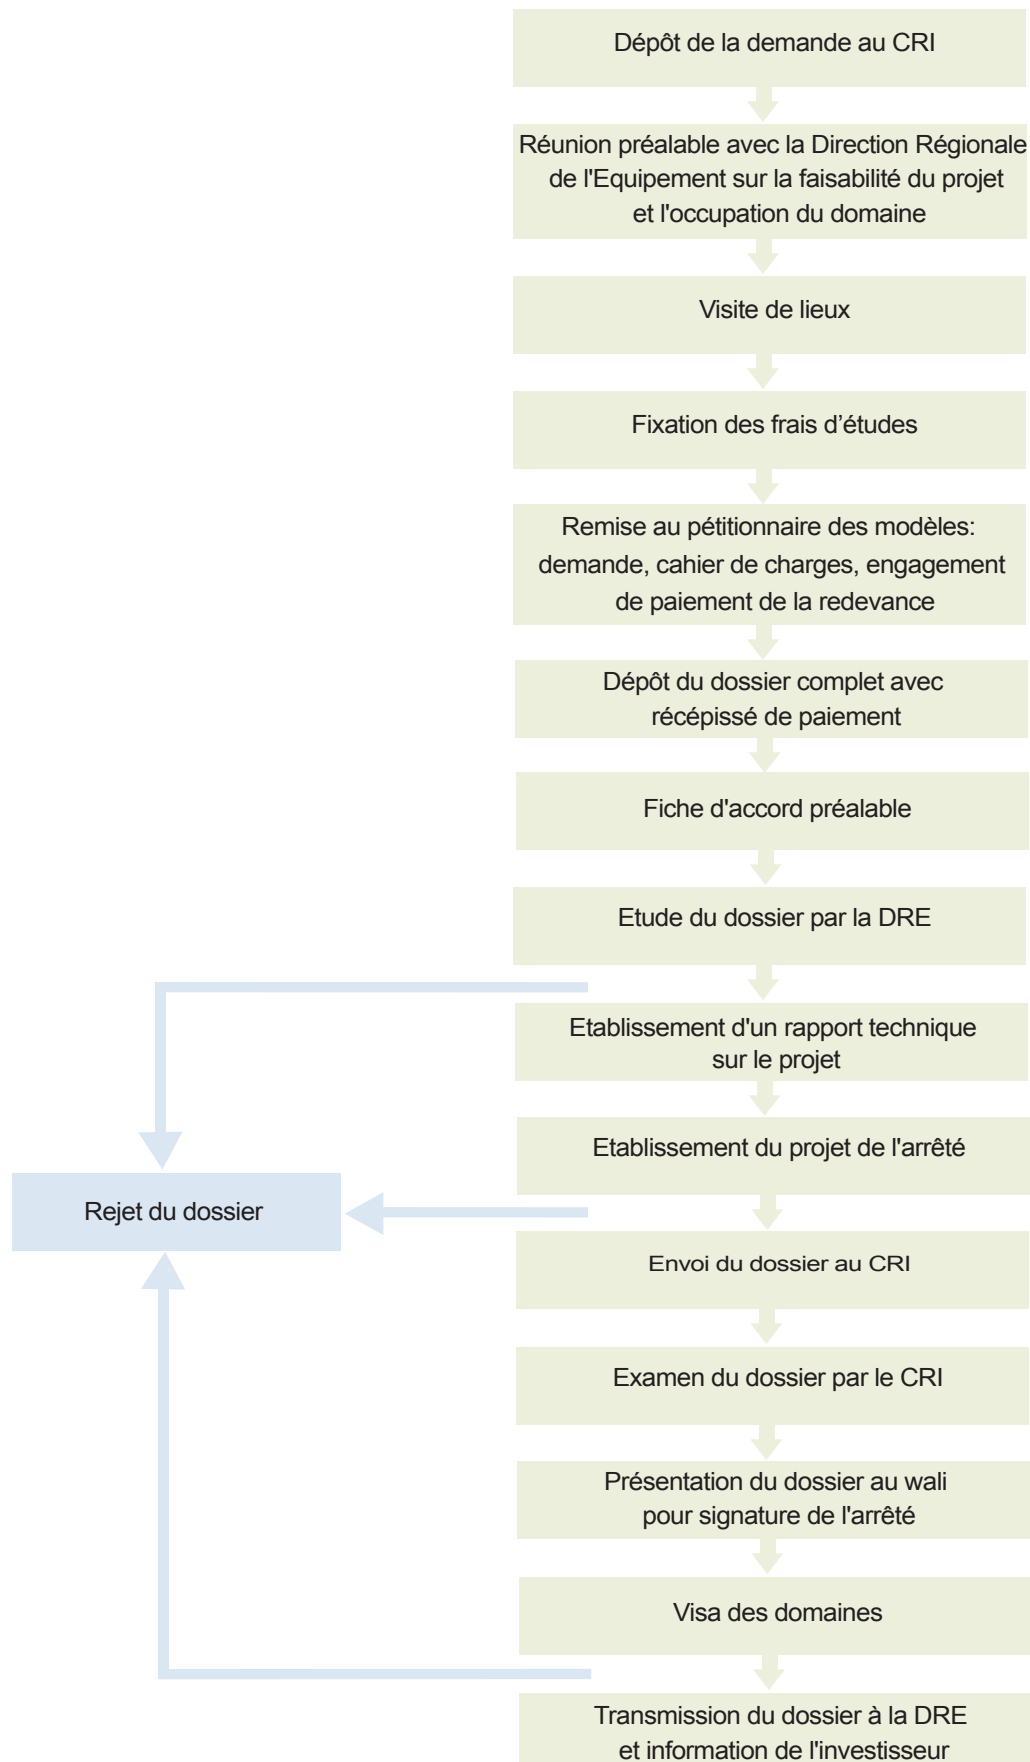 Dépôt de la demande au CRI
Réunion préalable avec la Direction Régionale
de l'Equipement sur la faisabilité du projet
et l'occupation du domaine
Visite de lieux
Fixation des frais d’études
Remise au pétitionnaire des modèles:
demande, cahier de charges, engagement
de paiement de la redevance
Dépôt du dossier complet avec
récépissé de paiement
Fiche d'accord préalable
Etude du dossier par la DRE
Etablissement d'un rapport technique
sur le projet
Etablissement du projet de l'arrêté
Rejet du dossier
Envoi du dossier au CRI
Examen du dossier par le CRI
Présentation du dossier au wali
pour signature de l'arrêté
Visa des domaines
Transmission du dossier à la DRE
et information de l'investisseur